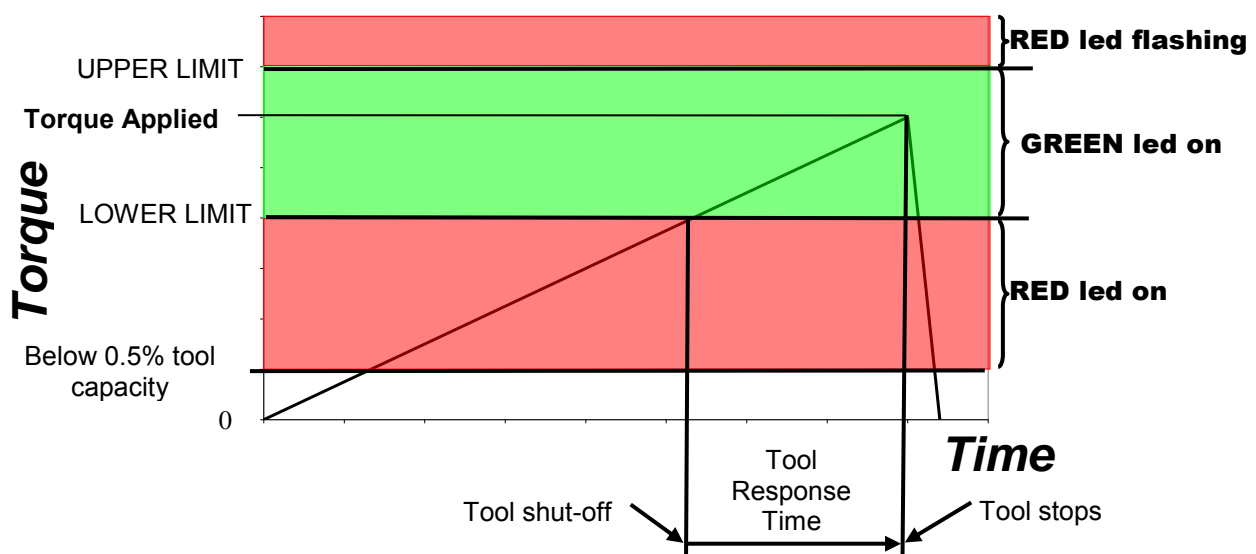 RED led flashing
UPPER LIMIT
Torque Applied
GREEN led on
Torque
LOWER LIMIT
RED led on
Below 0.5% tool
capacity
0
Time
Tool
Response
Time
Tool shut-off
Tool stops